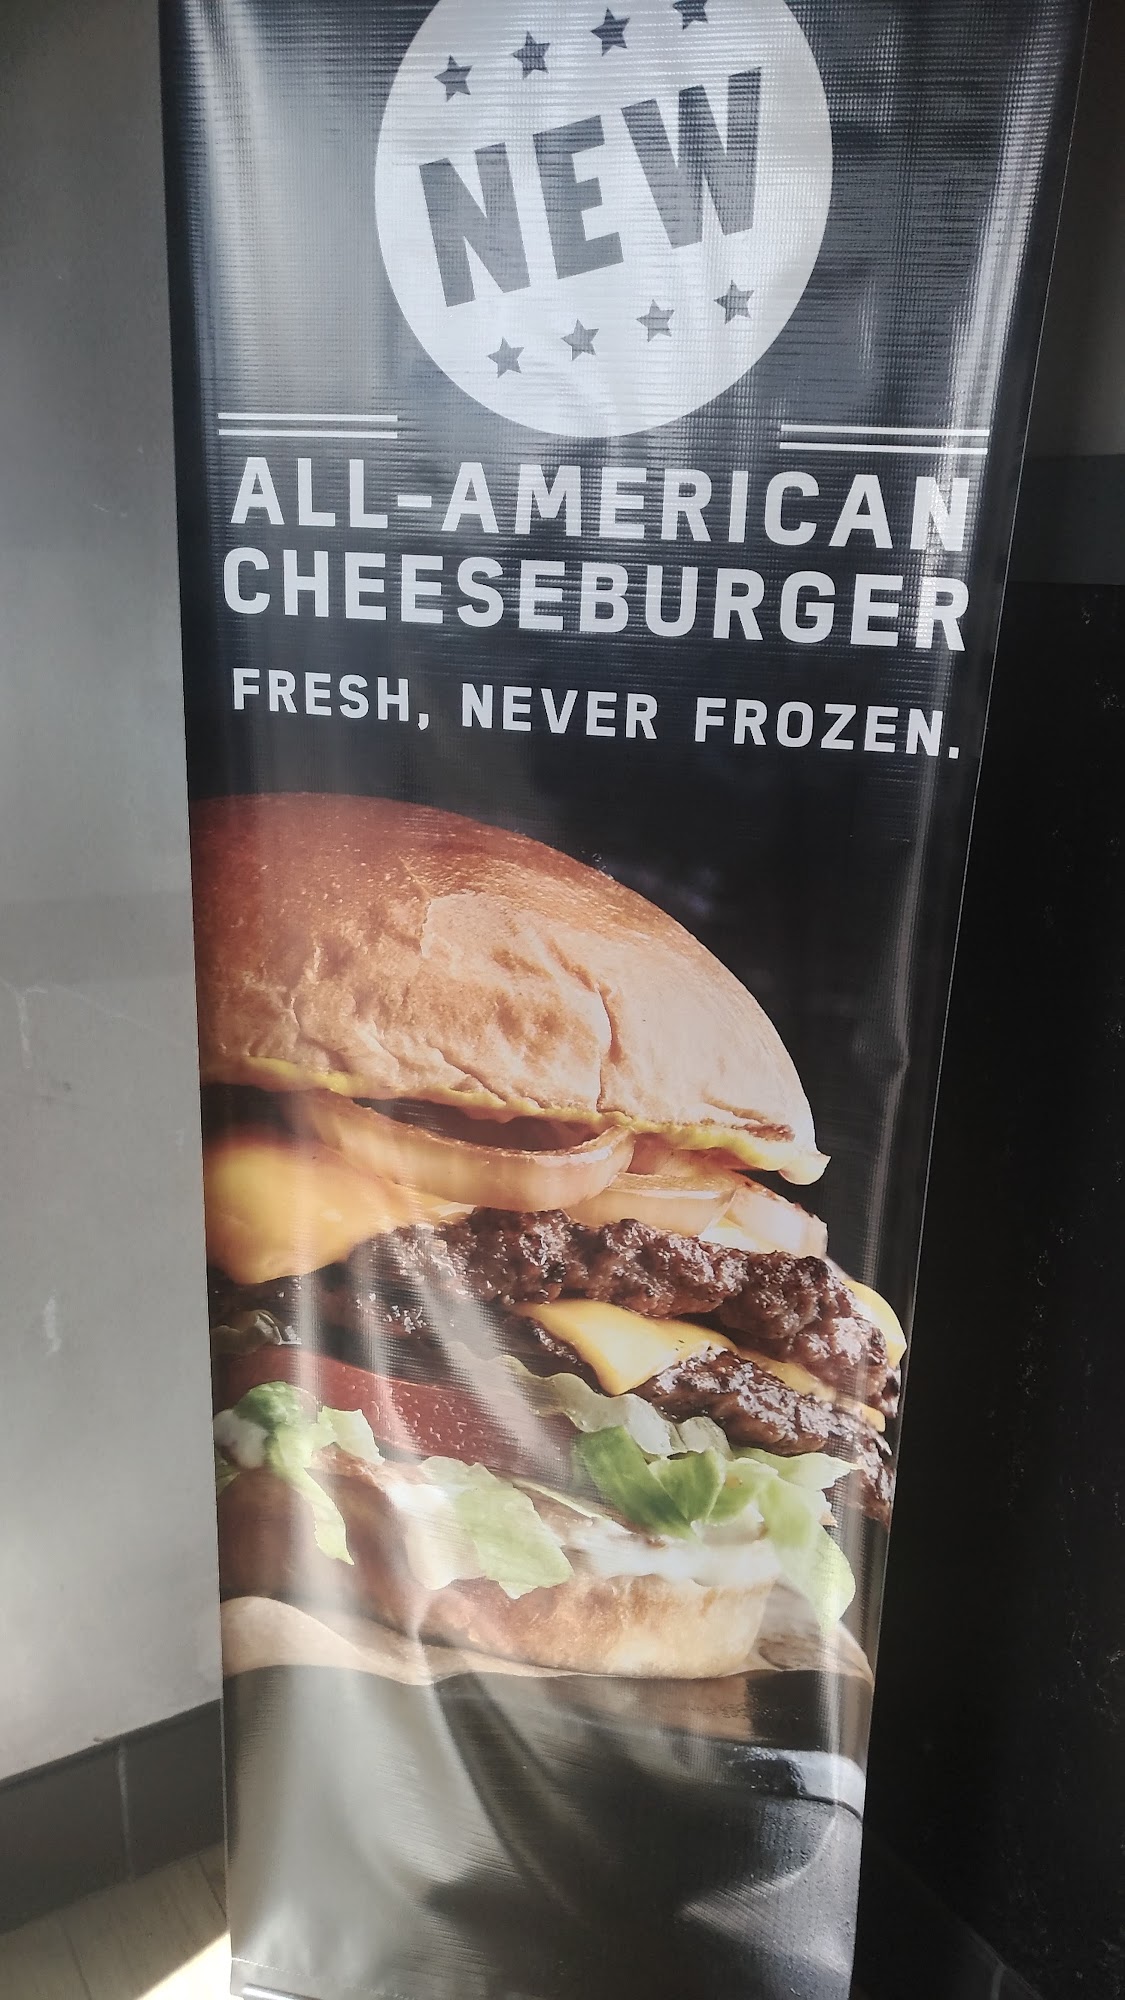 NEW
ALL-AMERICAN
CHEESEBURGER
FRESH, NEVER FROZEN.